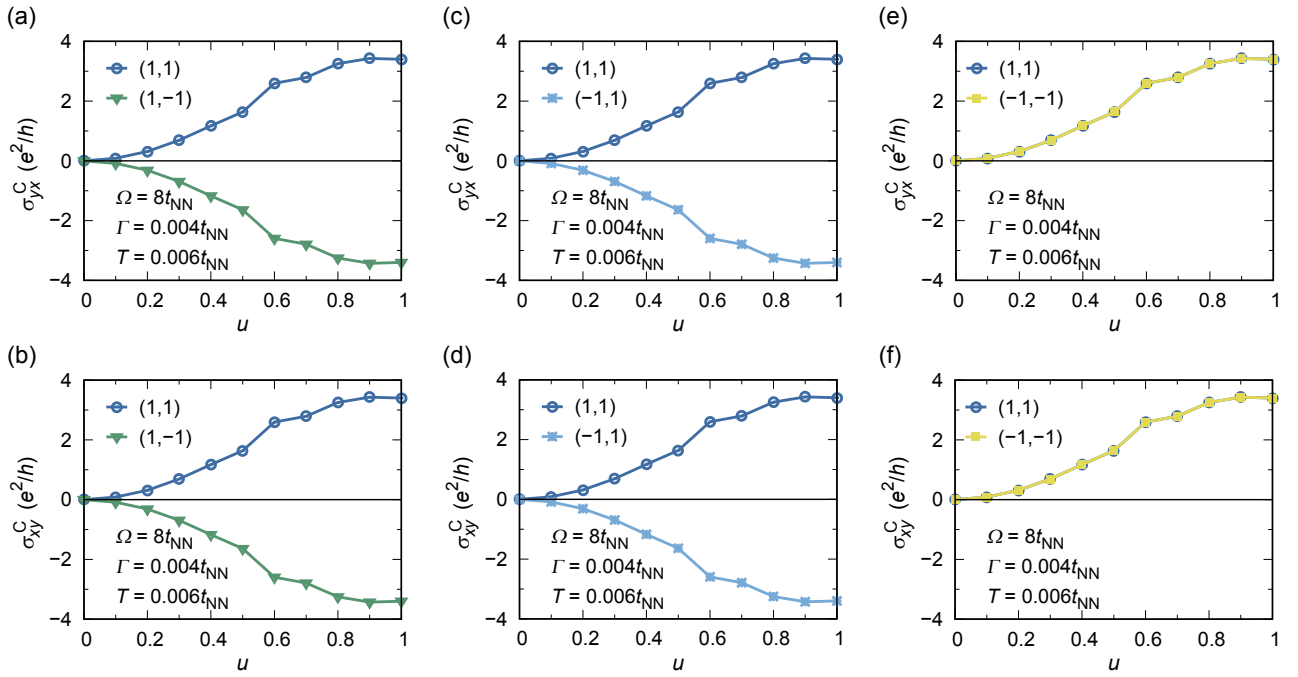 (a)
σ_yx^C (e²/h)
4
2
0
−2
−4
(1,1)
(1,−1)
Ω = 8t_NN
Γ = 0.004t_NN
T = 0.006t_NN
0 0.2 0.4 0.6 0.8 1
u
(c)
σ_yx^C (e²/h)
4
2
0
−2
−4
(1,1)
(−1,1)
Ω = 8t_NN
Γ = 0.004t_NN
T = 0.006t_NN
0 0.2 0.4 0.6 0.8 1
u
(e)
σ_yx^C (e²/h)
4
2
0
−2
−4
(1,1)
(−1,−1)
Ω = 8t_NN
Γ = 0.004t_NN
T = 0.006t_NN
0 0.2 0.4 0.6 0.8 1
u
(b)
σ_xy^C (e²/h)
4
2
0
−2
−4
(1,1)
(1,−1)
Ω = 8t_NN
Γ = 0.004t_NN
T = 0.006t_NN
0 0.2 0.4 0.6 0.8 1
u
(d)
σ_xy^C (e²/h)
4
2
0
−2
−4
(1,1)
(−1,1)
Ω = 8t_NN
Γ = 0.004t_NN
T = 0.006t_NN
0 0.2 0.4 0.6 0.8 1
u
(f)
σ_xy^C (e²/h)
4
2
0
−2
−4
(1,1)
(−1,−1)
Ω = 8t_NN
Γ = 0.004t_NN
T = 0.006t_NN
0 0.2 0.4 0.6 0.8 1
u